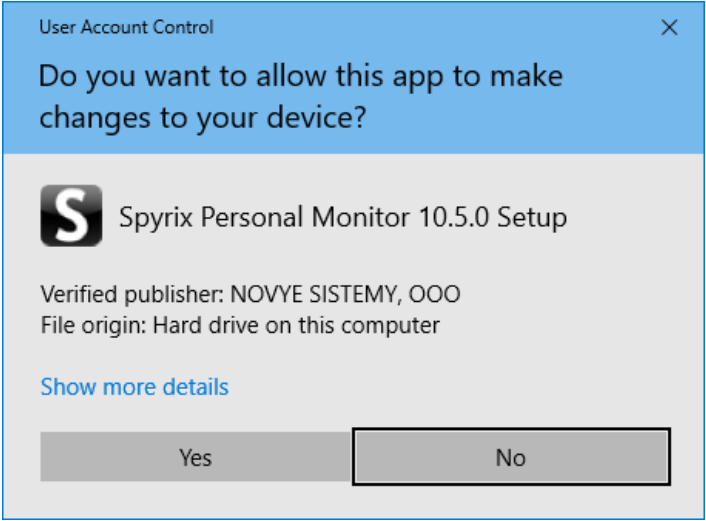 User Account Control
Do you want to allow this app to make
changes to your device?
S
Spyrix Personal Monitor 10.5.0 Setup
Verified publisher: NOVYE SISTEMY, OOO
File origin: Hard drive on this computer
Show more details
Yes
No